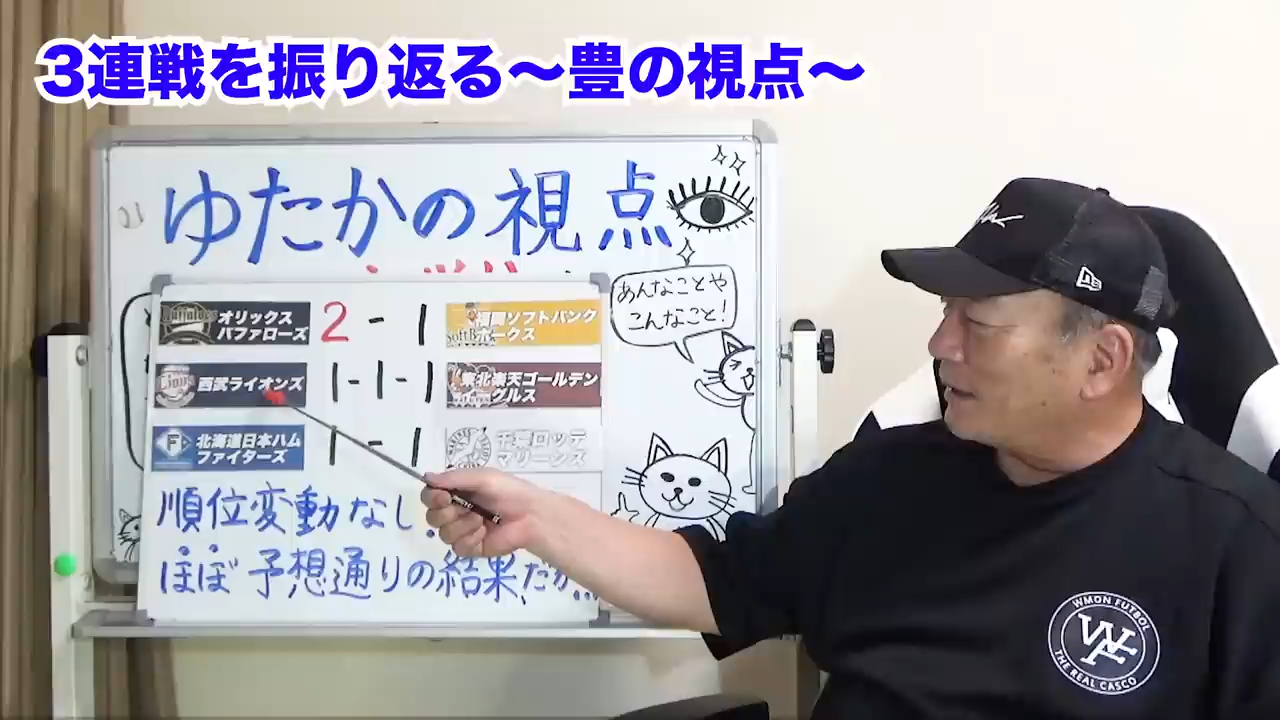 3連戦を振り返る〜豊の視点〜
ゆたかの視点
あんなことや
こんなこと!
オリックス
バファローズ
2-1
福岡ソフトバンク
ホークス
西武ライオンズ
1-1-1
東北楽天ゴールデン
グルス
F
北海道日本ハム
ファイターズ
1-1
千葉ロッテ
マリーンズ
順位変動なし
ほぼ予想通りの結果だが
WMON FUTBOL
WF
THE REAL CASCO